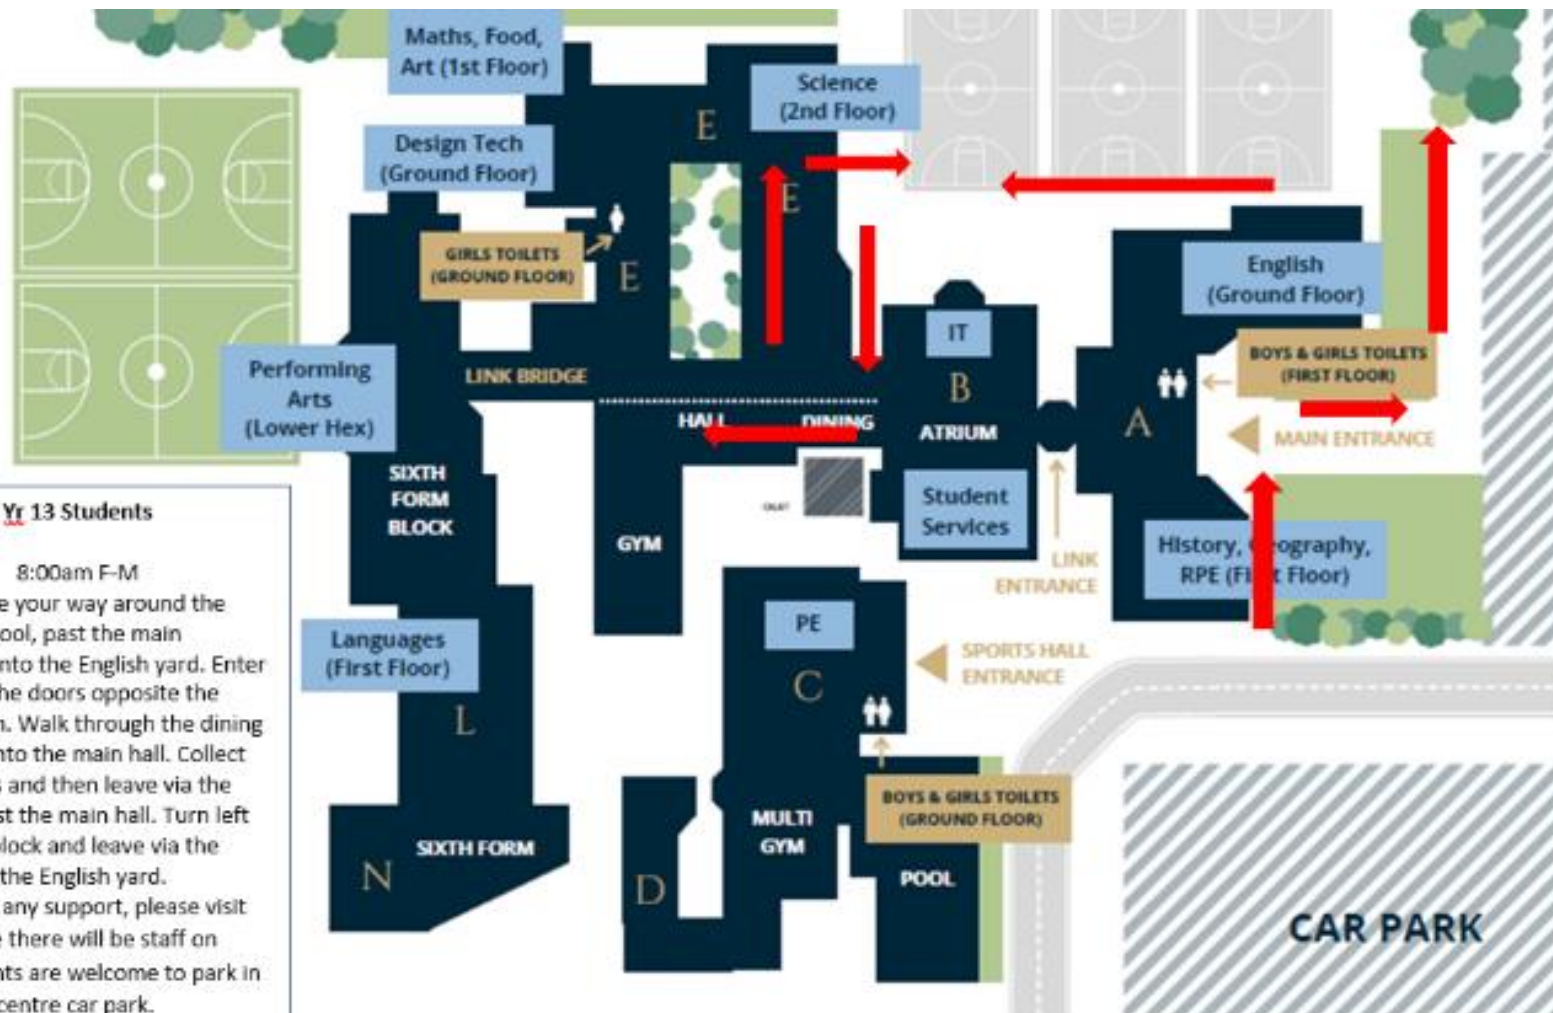 Maths, Food,
Art (1st Floor)
Science
(2nd Floor)
E
Design Tech
(Ground Floor)
E
GIRLS TOILETS
(GROUND FLOOR)
E
English
(Ground Floor)
IT
BOYS & GIRLS TOILETS
(FIRST FLOOR)
Performing
Arts
(Lower Hex)
LINK BRIDGE
B
HALL
DINING
ATRIUM
A
MAIN ENTRANCE
SIXTH
FORM
BLOCK
Student
Services
GYM
LINK
ENTRANCE
History, Geography,
RPE (First Floor)
PE
Languages
(First Floor)
SPORTS HALL
ENTRANCE
C
L
BOYS & GIRLS TOILETS
(GROUND FLOOR)
MULTI
GYM
SIXTH FORM
N
D
POOL
CAR PARK
Yr 13 Students
8:00am F-M
e your way around the
ool, past the main
nto the English yard. Enter
he doors opposite the
n. Walk through the dining
nto the main hall. Collect
s and then leave via the
st the main hall. Turn left
lock and leave via the
the English yard.
any support, please visit
e there will be staff on
nts are welcome to park in
centre car park.